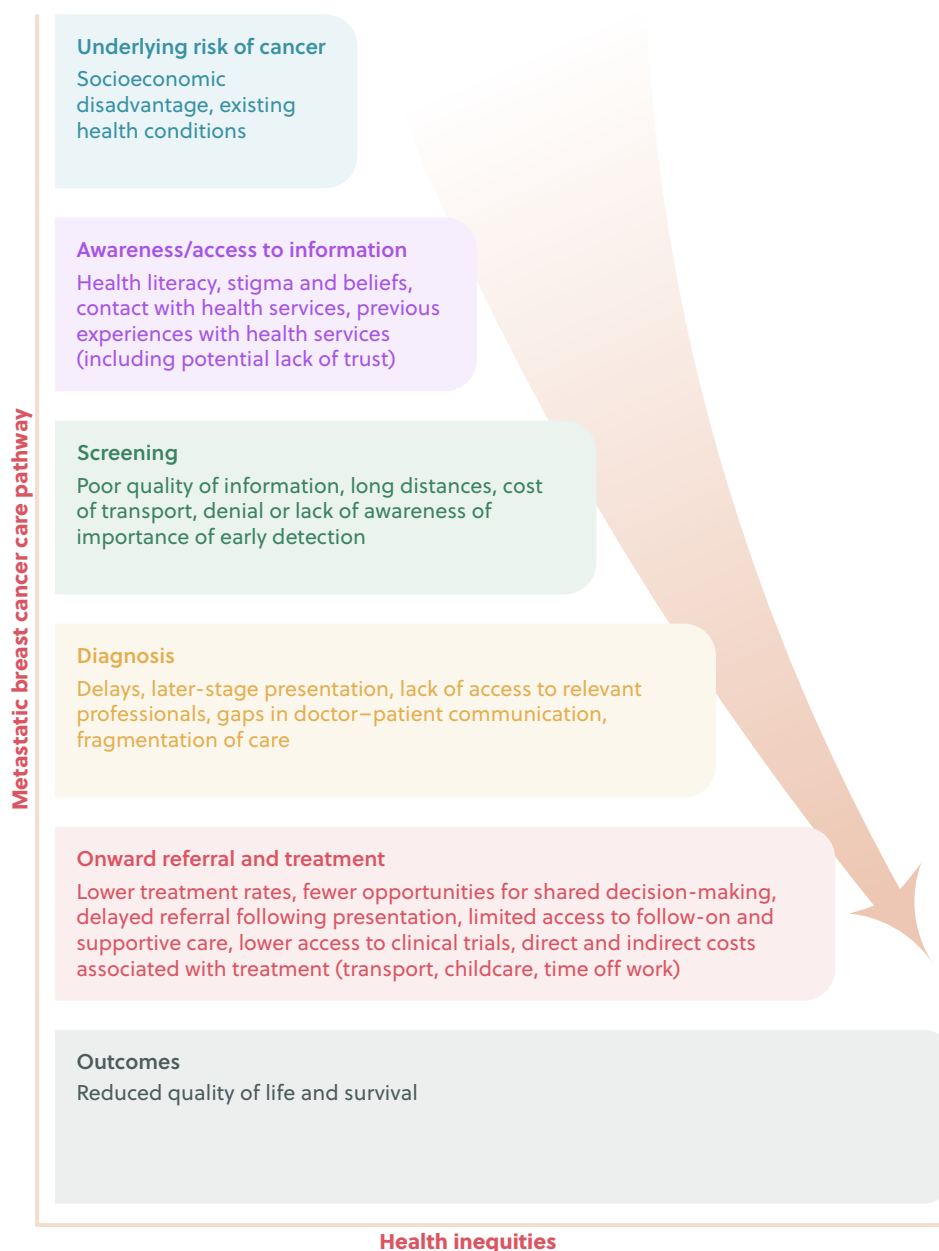 Underlying risk of cancer
Socioeconomic
disadvantage, existing
health conditions
Awareness/access to information
Health literacy, stigma and beliefs,
contact with health services, previous
experiences with health services
(including potential lack of trust)
Screening
Poor quality of information, long distances, cost
of transport, denial or lack of awareness of
importance of early detection
Diagnosis
Delays, later-stage presentation, lack of access to relevant
professionals, gaps in doctor–patient communication,
fragmentation of care
Onward referral and treatment
Lower treatment rates, fewer opportunities for shared decision-making,
delayed referral following presentation, limited access to follow-on and
supportive care, lower access to clinical trials, direct and indirect costs
associated with treatment (transport, childcare, time off work)
Outcomes
Reduced quality of life and survival
Metastatic breast cancer care pathway
Health inequities